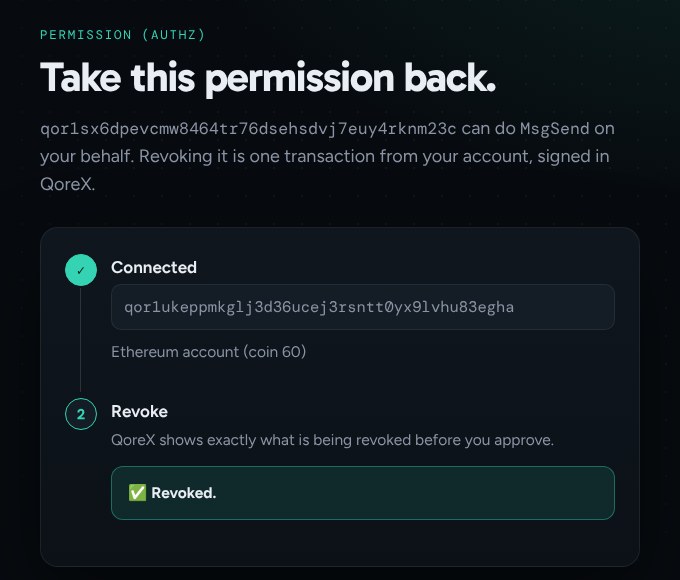 PERMISSION (AUTHZ)
Take this permission back.
qor1sx6dpevcmw8464tr76dsehsdvj7euy4rknm23c can do MsgSend on
your behalf. Revoking it is one transaction from your account, signed in
QoreX.
✓ Connected
qor1ukeppmkglj3d36ucej3rsntt0yx9lvhu83egha
Ethereum account (coin 60)
2 Revoke
QoreX shows exactly what is being revoked before you approve.
✅ Revoked.